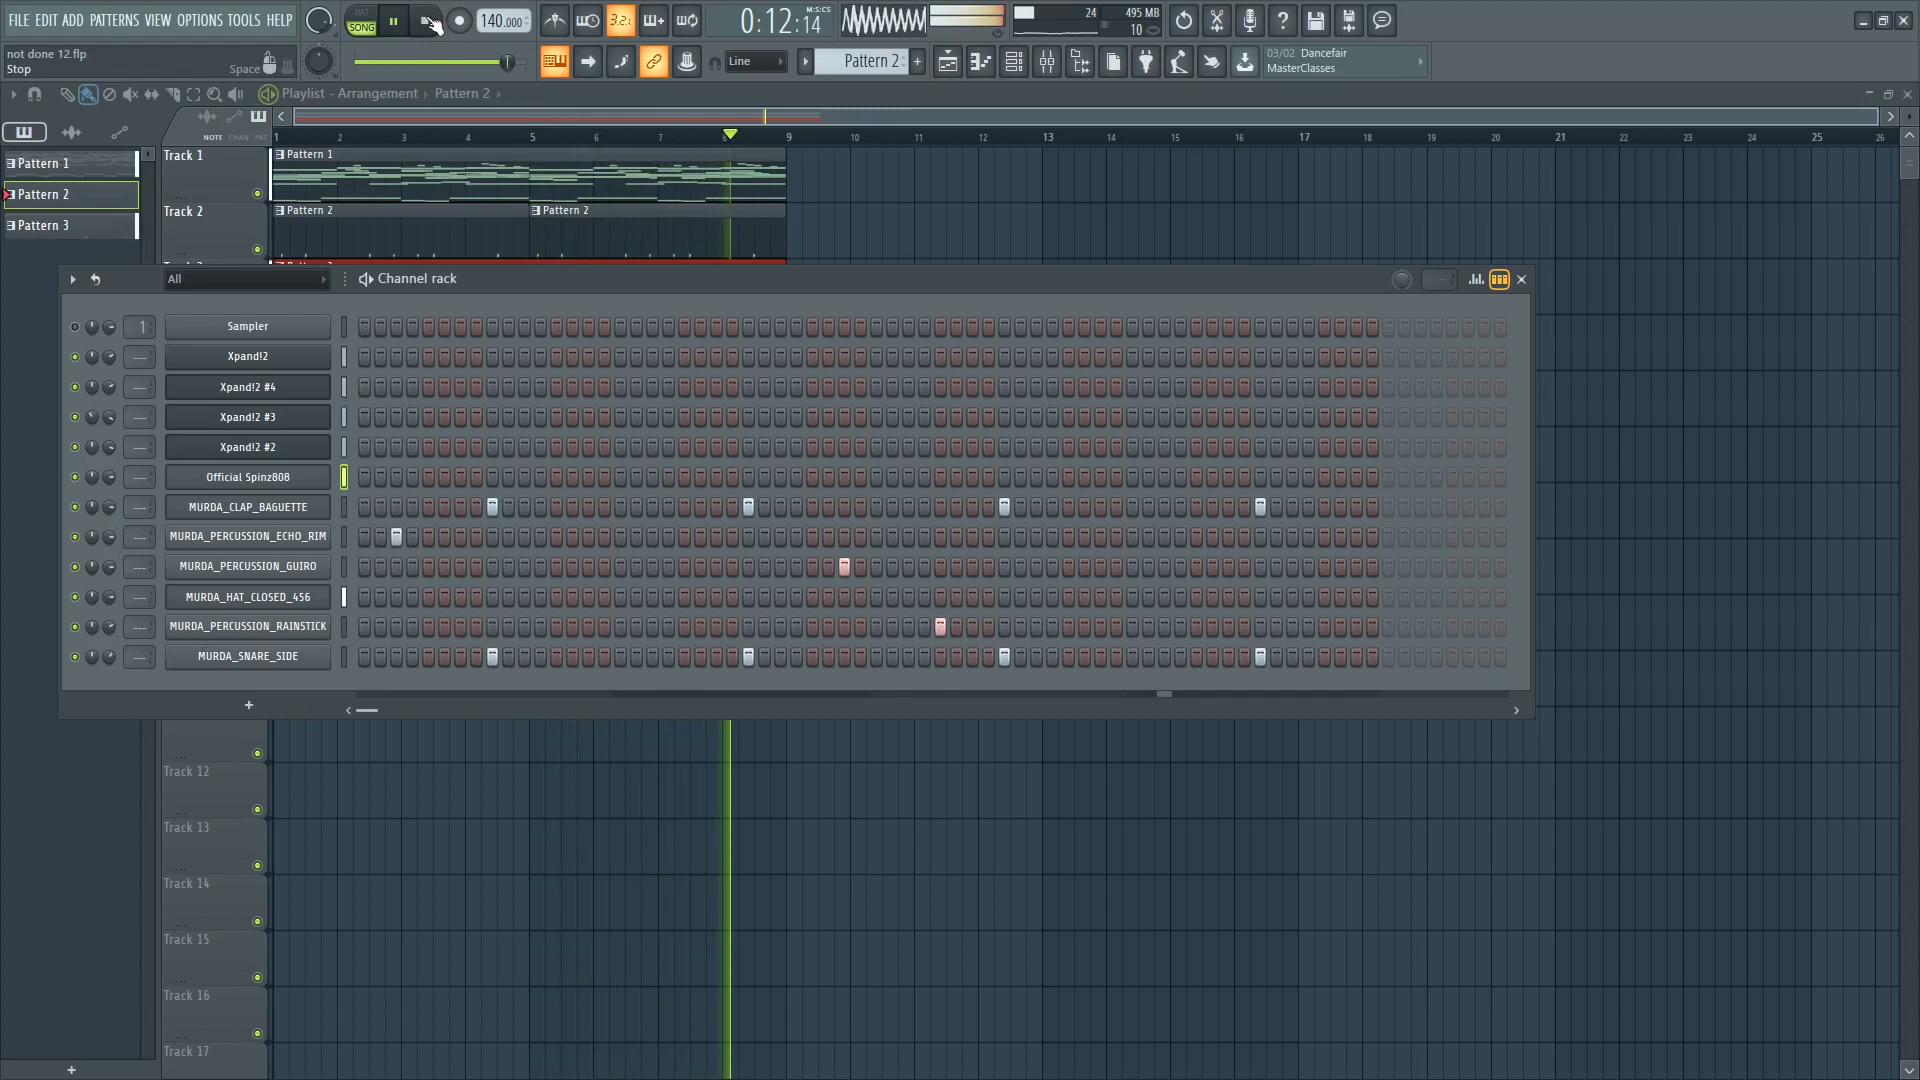 FILE EDIT ADD PATTERNS VIEW OPTIONS TOOLS HELP
PAT
SONG
140.000
3.2.
0:12:14
M:S:CS
24
495 MB
10
not done 12.flp
Stop
Space
Line
Pattern 2
03/02 Dancefair
MasterClasses
Playlist - Arrangement › Pattern 2 ›
NOTE CHAN PAT
1 2 3 4 5 6 7 8 9 10 11 12 13 14 15 16 17 18 19 20 21 22 23 24 25 26
Pattern 1
Pattern 2
Pattern 3
Track 1
Pattern 1
Track 2
Pattern 2
Pattern 2
All
Channel rack
1
Sampler
Xpand!2
Xpand!2 #4
Xpand!2 #3
Xpand!2 #2
Official Spinz808
MURDA_CLAP_BAGUETTE
MURDA_PERCUSSION_ECHO_RIM
MURDA_PERCUSSION_GUIRO
MURDA_HAT_CLOSED_456
MURDA_PERCUSSION_RAINSTICK
MURDA_SNARE_SIDE
Track 12
Track 13
Track 14
Track 15
Track 16
Track 17